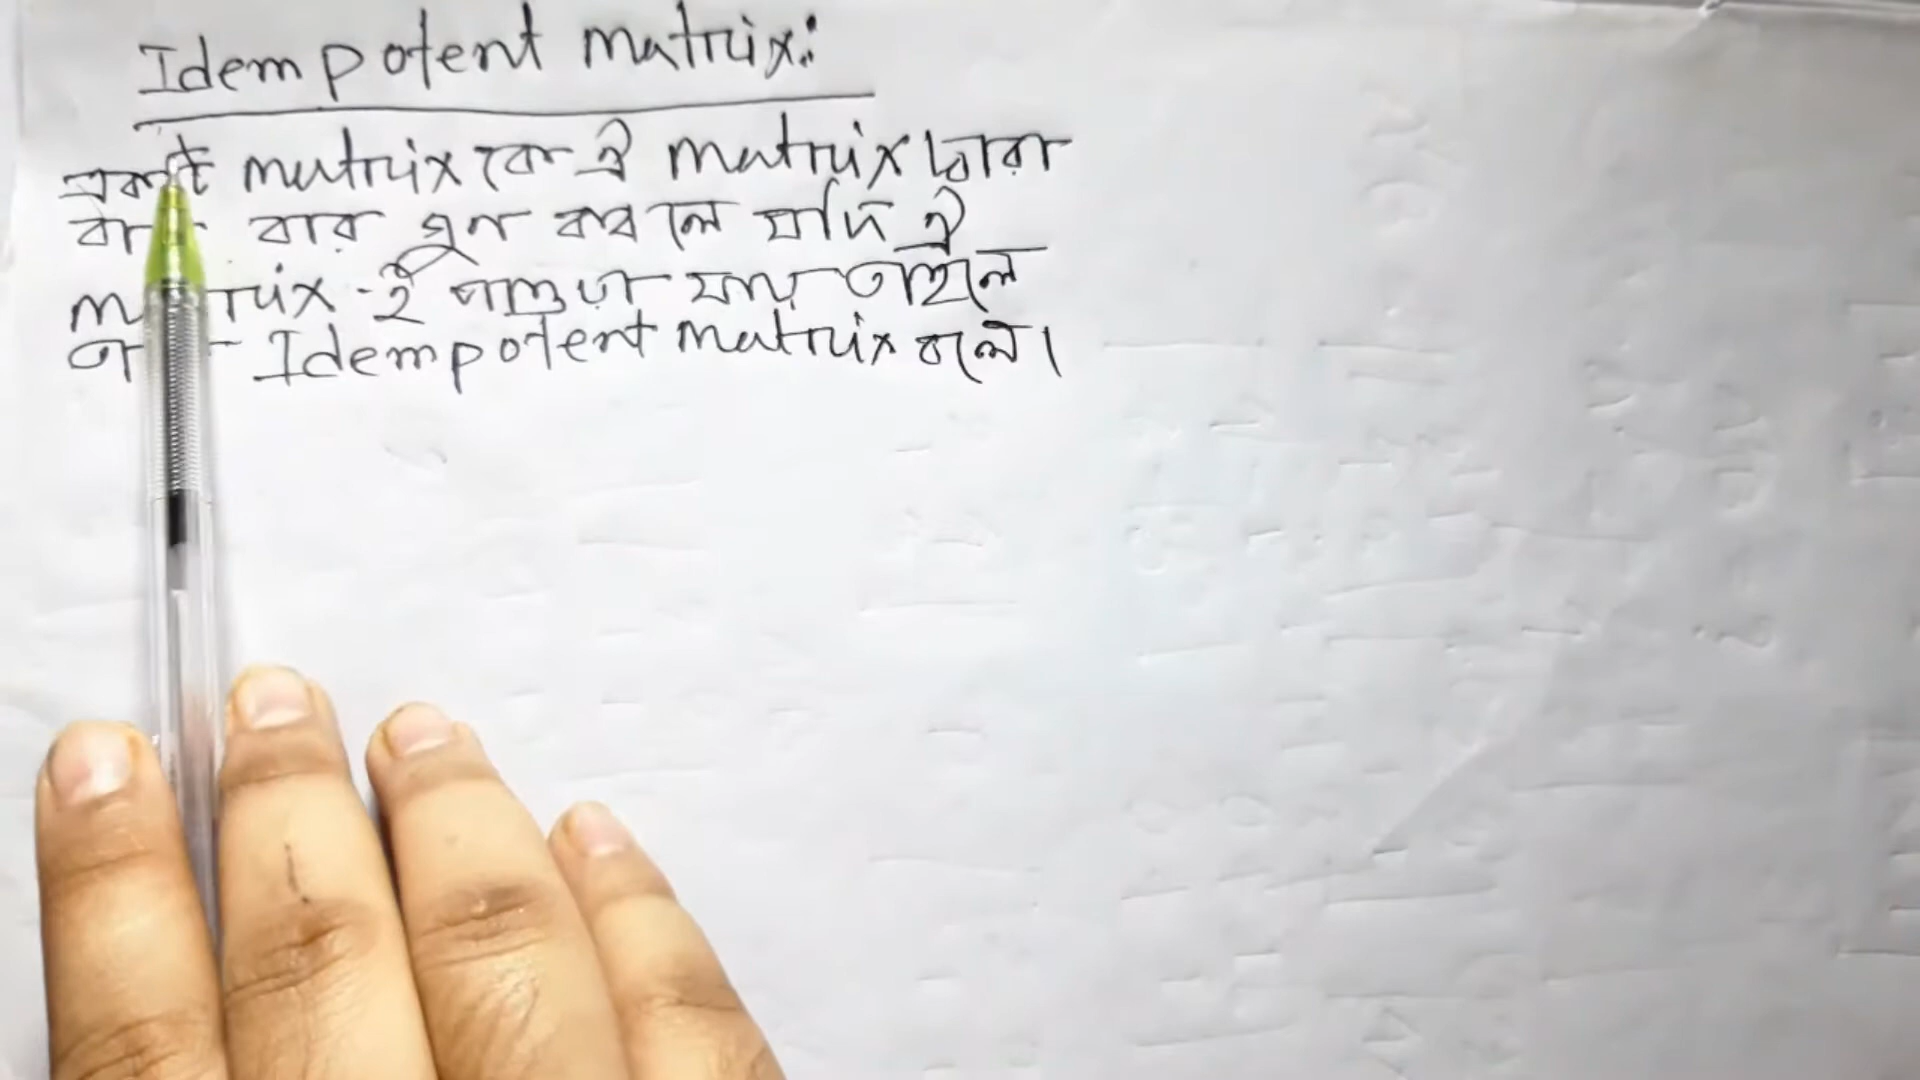 Idempotent matrix:
একটি matrix কে ঐ matrix দ্বারা
বার গুন করলে যদি ঐ
matrix-ই পাওয়া যায় তাহলে
Idempotent matrix বলে।